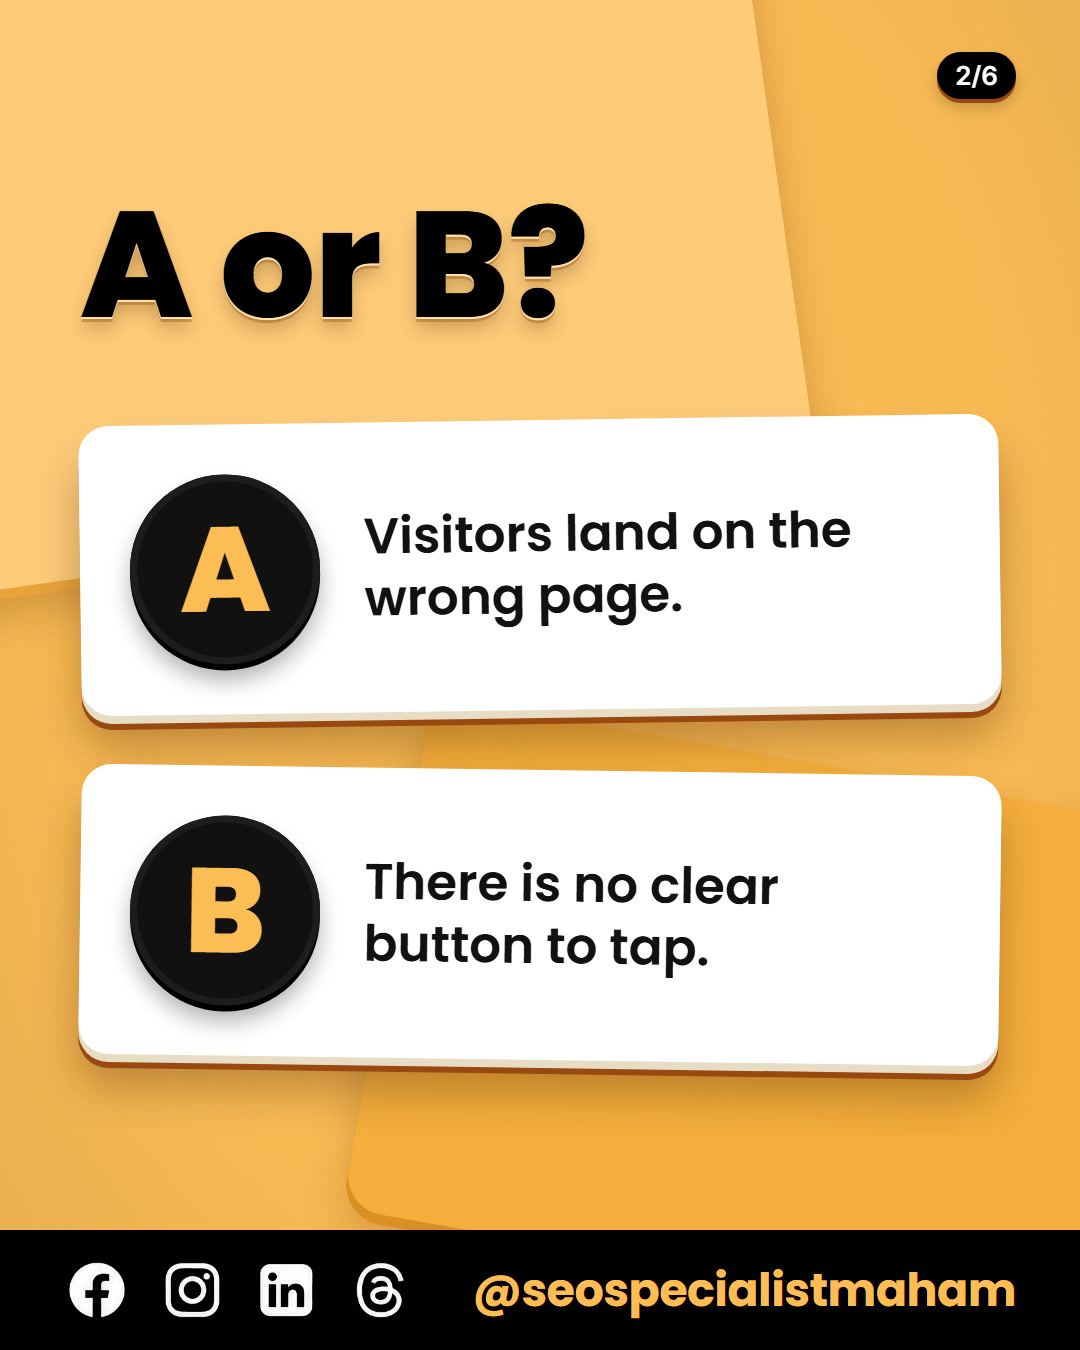 2/6
A or B?
A
Visitors land on the
wrong page.
B
There is no clear
button to tap.
@seospecialistmaham